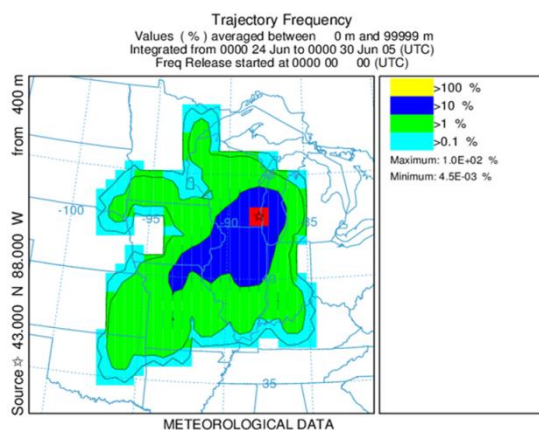 Trajectory Frequency
Values ( % ) averaged between 0 m and 99999 m
Integrated from 0000 24 Jun to 0000 30 Jun 05 (UTC)
Freq Release started at 0000 00 00 (UTC)
Source ☆ 43.000 N 88.000 W from 400 m
-100
-95
-90
85
35
>100 %
>10 %
>1 %
>0.1 %
Maximum: 1.0E+02 %
Minimum: 4.5E-03 %
METEOROLOGICAL DATA